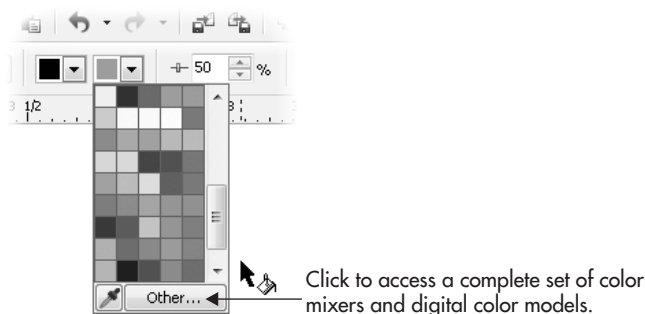 50 %
1/2
Other...
Click to access a complete set of color
mixers and digital color models.